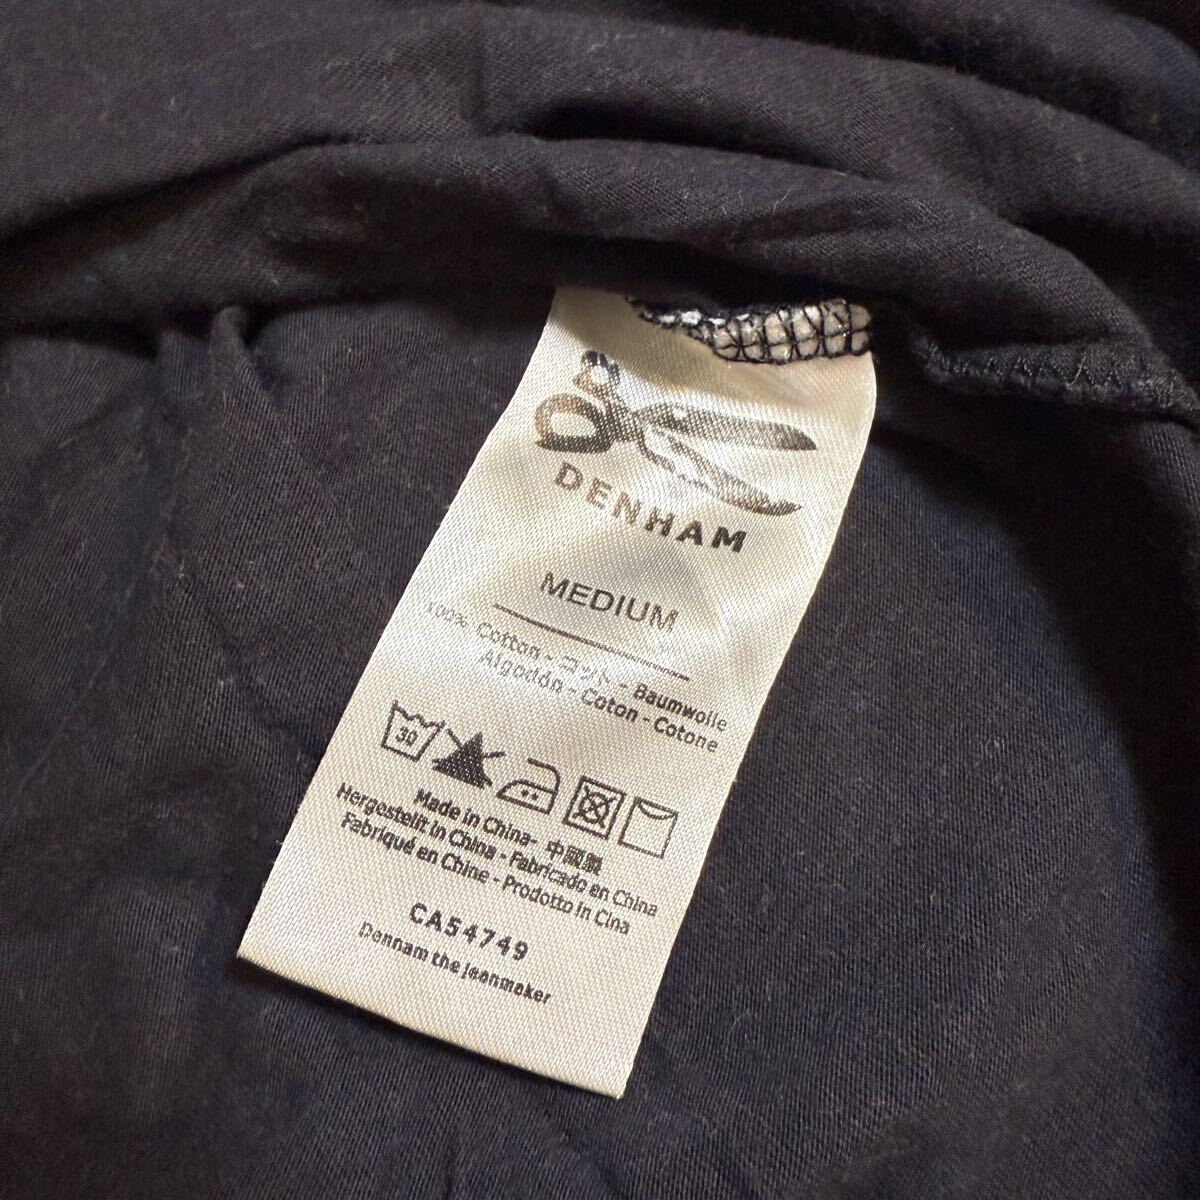 DENHAM
MEDIUM
100% Cotton - コットン - Baumwolle
Algodón - Coton - Cotone
30
Made in China- 中國製
Hergestellt in China - Fabricado en China
Fabriqué en Chine - Prodotto in Cina
CA54749
Denham the jeanmaker